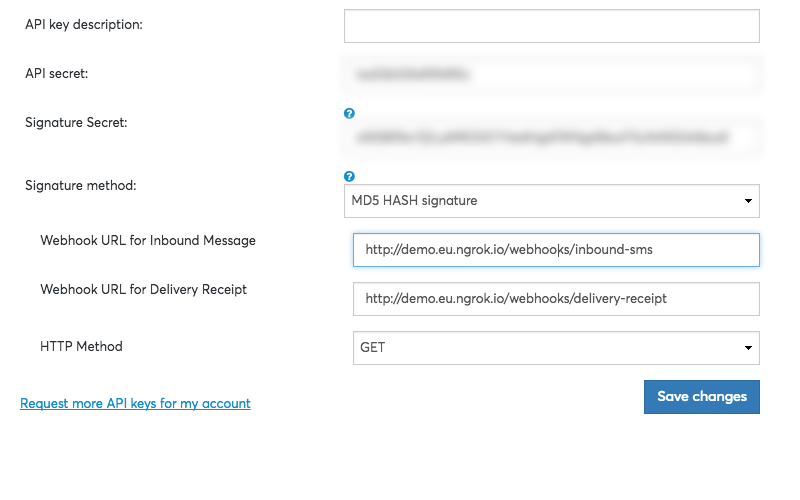 API key description:
API secret:
Signature Secret:
?
Signature method:
?
MD5 HASH signature
Webhook URL for Inbound Message
http://demo.eu.ngrok.io/webhooks/inbound-sms
Webhook URL for Delivery Receipt
http://demo.eu.ngrok.io/webhooks/delivery-receipt
HTTP Method
GET
Request more API keys for my account
Save changes